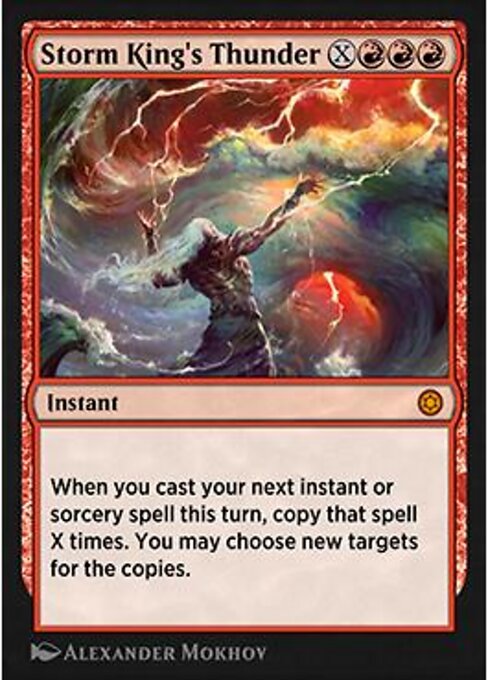 Storm King's Thunder X
Instant
When you cast your next instant or
sorcery spell this turn, copy that spell
X times. You may choose new targets
for the copies.
Alexander Mokhov